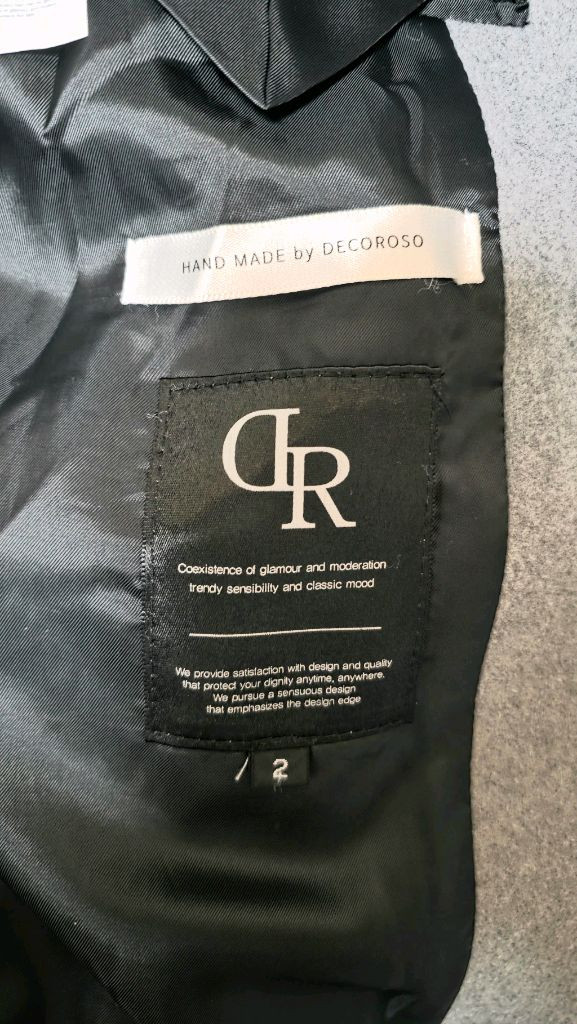 HAND MADE by DECOROSO
DR
Coexistence of glamour and moderation
trendy sensibility and classic mood
We provide satisfaction with design and quality
that protect your dignity anytime, anywhere.
We pursue a sensuous design
that emphasizes the design edge
2